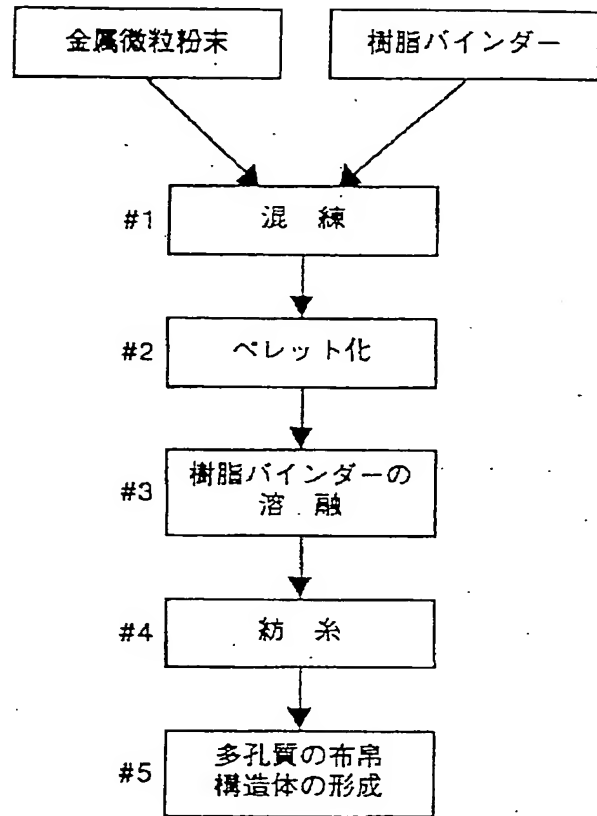 金属微粒粉末
樹脂バインダー
#1 混 練
#2 ペレット化
#3 樹脂バインダーの
溶 融
#4 紡 糸
#5 多孔質の布帛
構造体の形成